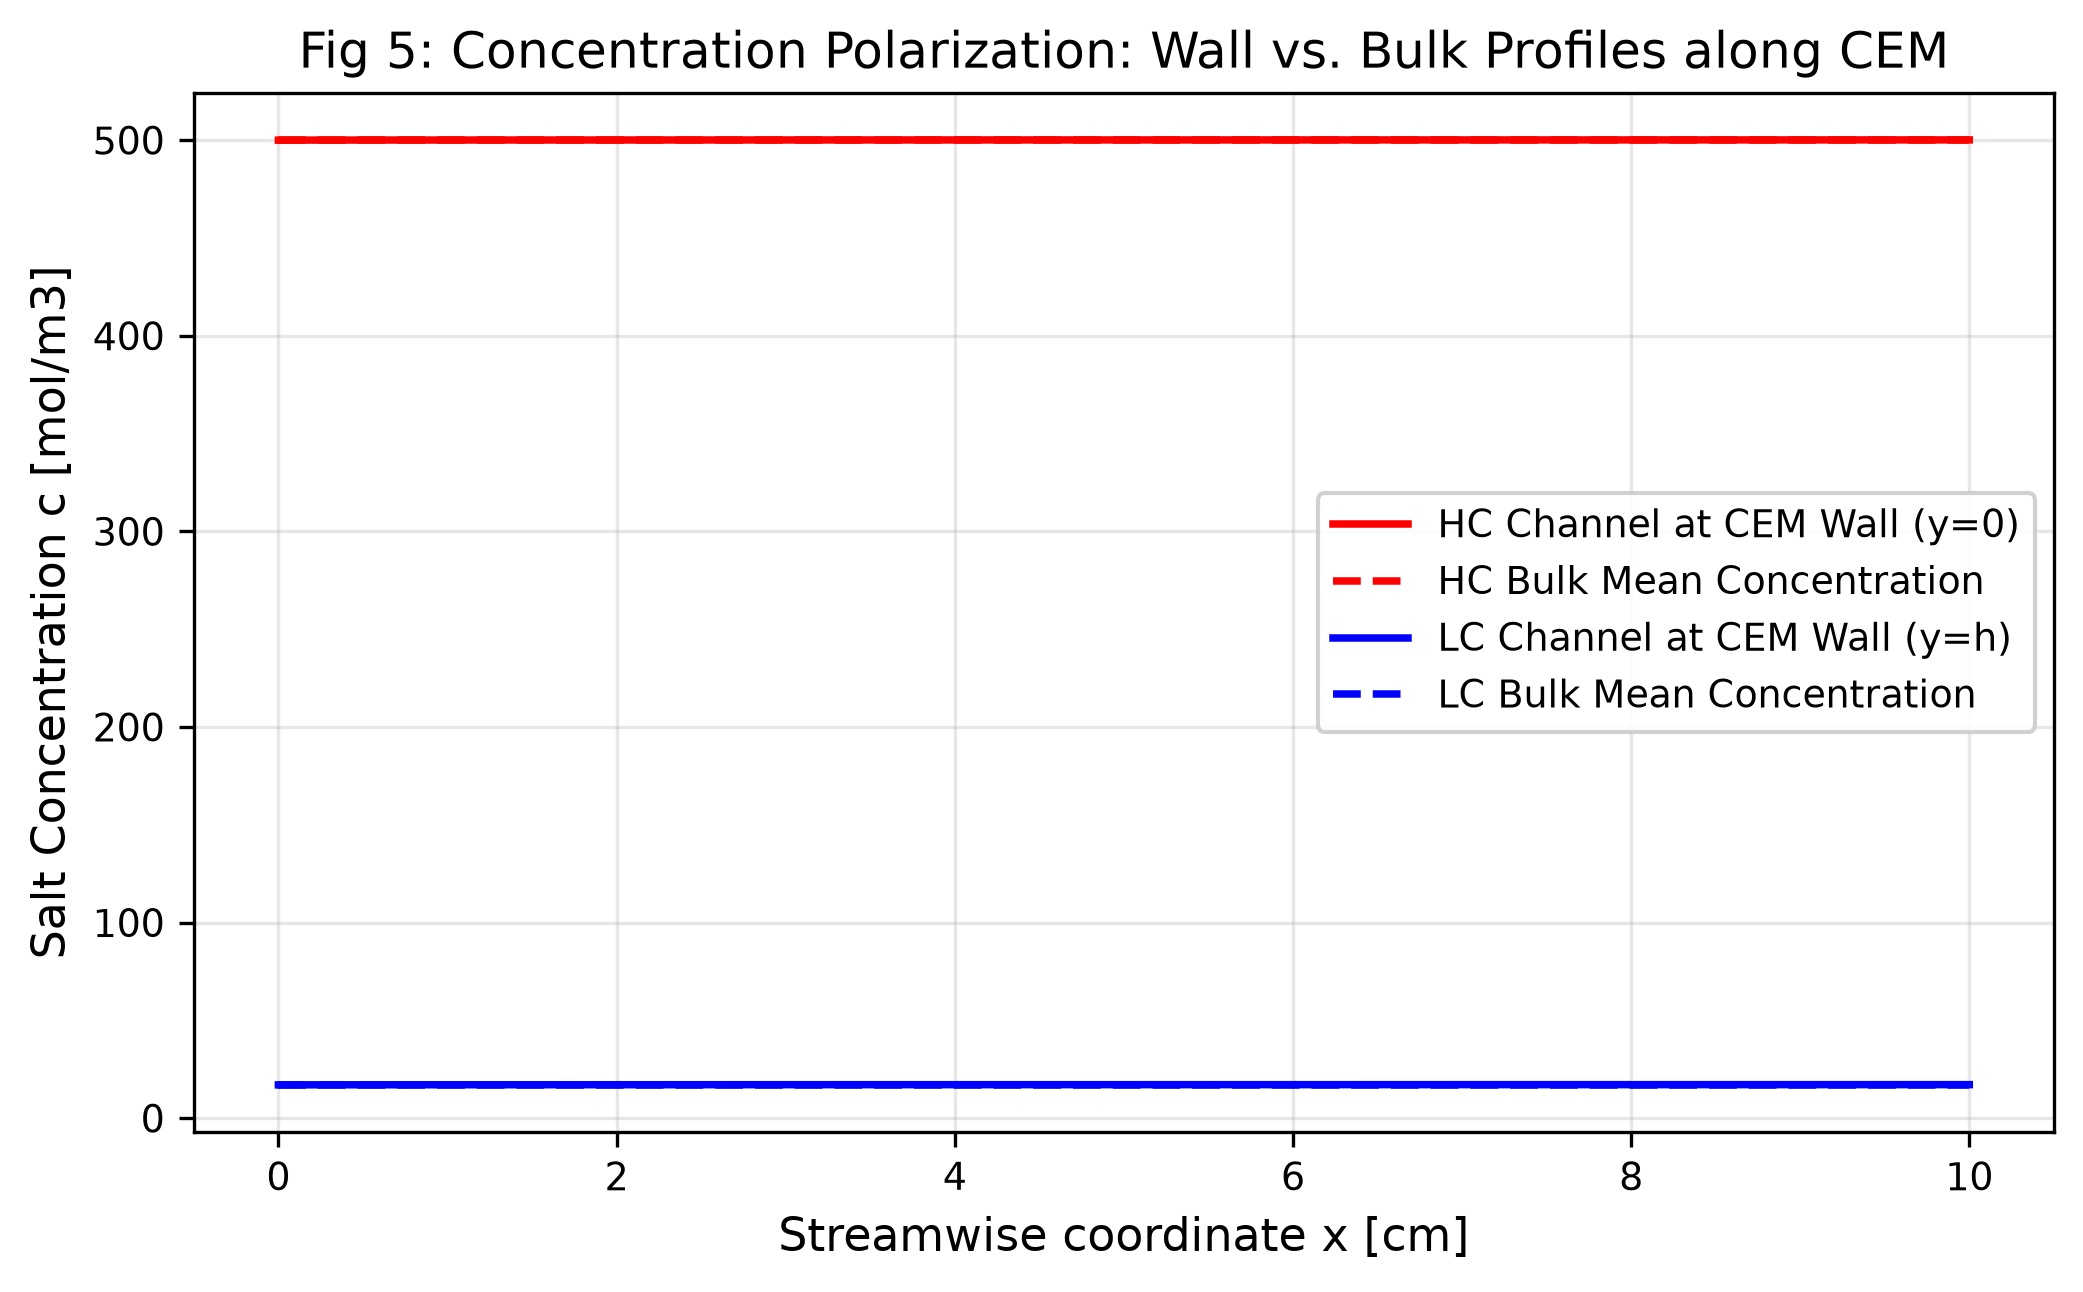 Fig 5: Concentration Polarization: Wall vs. Bulk Profiles along CEM
Salt Concentration c [mol/m3]
500
400
300
200
100
0
HC Channel at CEM Wall (y=0)
HC Bulk Mean Concentration
LC Channel at CEM Wall (y=h)
LC Bulk Mean Concentration
0 2 4 6 8 10
Streamwise coordinate x [cm]